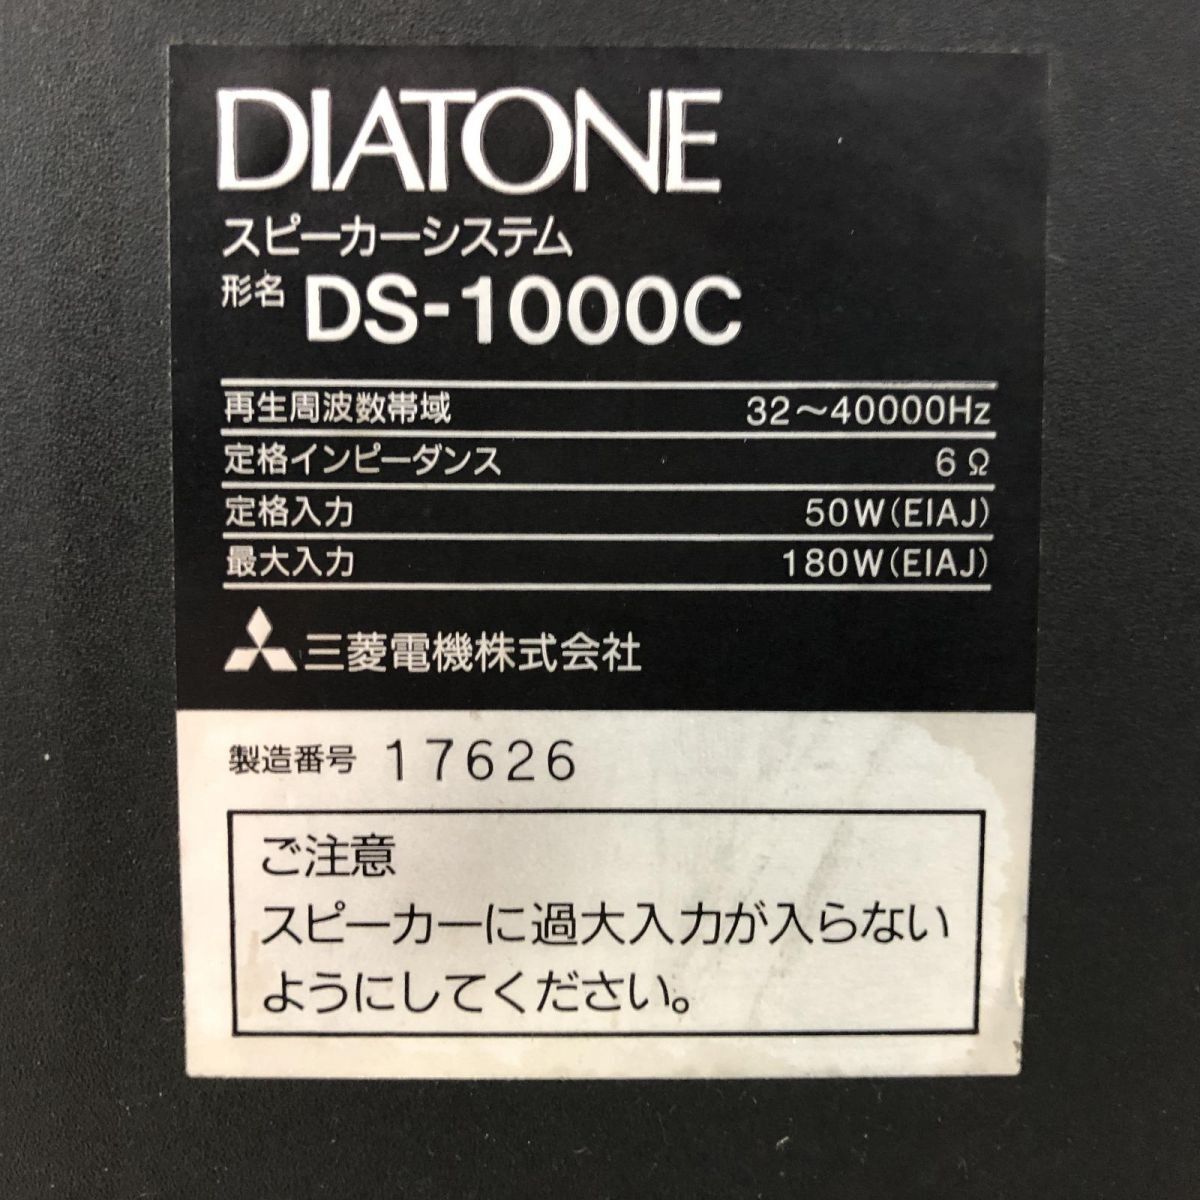 DIATONE
スピーカーシステム
形名 DS-1000C
再生周波数帯域 32～40000Hz
定格インピーダンス 6Ω
定格入力 50W(EIAJ)
最大入力 180W(EIAJ)
三菱電機株式会社
製造番号 17626
ご注意
スピーカーに過大入力が入らない
ようにしてください。